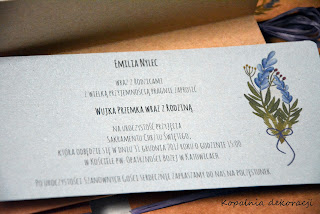 Emilia Nylec
wraz z Rodzicami
z wielką przyjemnością pragnie zaprosić
Wujka Przemka wraz z Rodziną
na uroczystość przyjęcia
Sakramentu Chrztu Świętego,
która odbędzie się w dniu 15 grudnia 2013 roku o godzinie 13:00
w Kościele pw. Opatrzności Bożej w Katowicach.
Po uroczystości Szanownych Gości serdecznie zapraszamy do nas na poczęstunek.
Kopalnia dekoracji